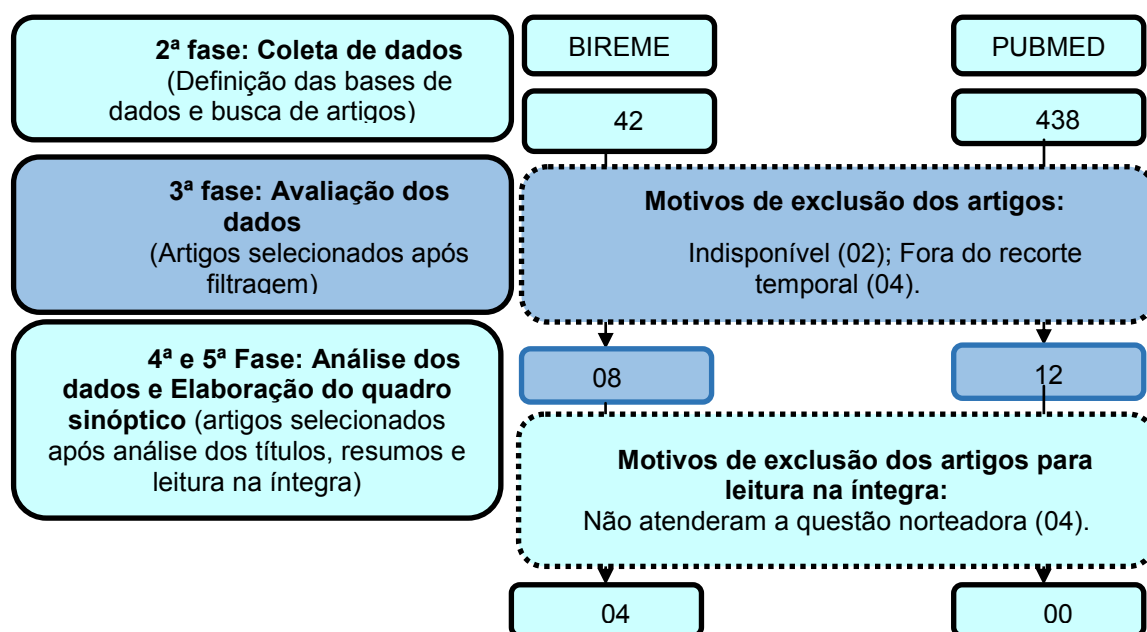 2ª fase: Coleta de dados
(Definição das bases de
dados e busca de artigos)
BIREME
PUBMED
42
438
3ª fase: Avaliação dos
dados
(Artigos selecionados após
filtragem)
Motivos de exclusão dos artigos:
Indisponível (02); Fora do recorte
temporal (04).
08
12
4ª e 5ª Fase: Análise dos
dados e Elaboração do quadro
sinóptico (artigos selecionados
após análise dos títulos, resumos e
leitura na íntegra)
Motivos de exclusão dos artigos para
leitura na íntegra:
Não atenderam a questão norteadora (04).
04
00